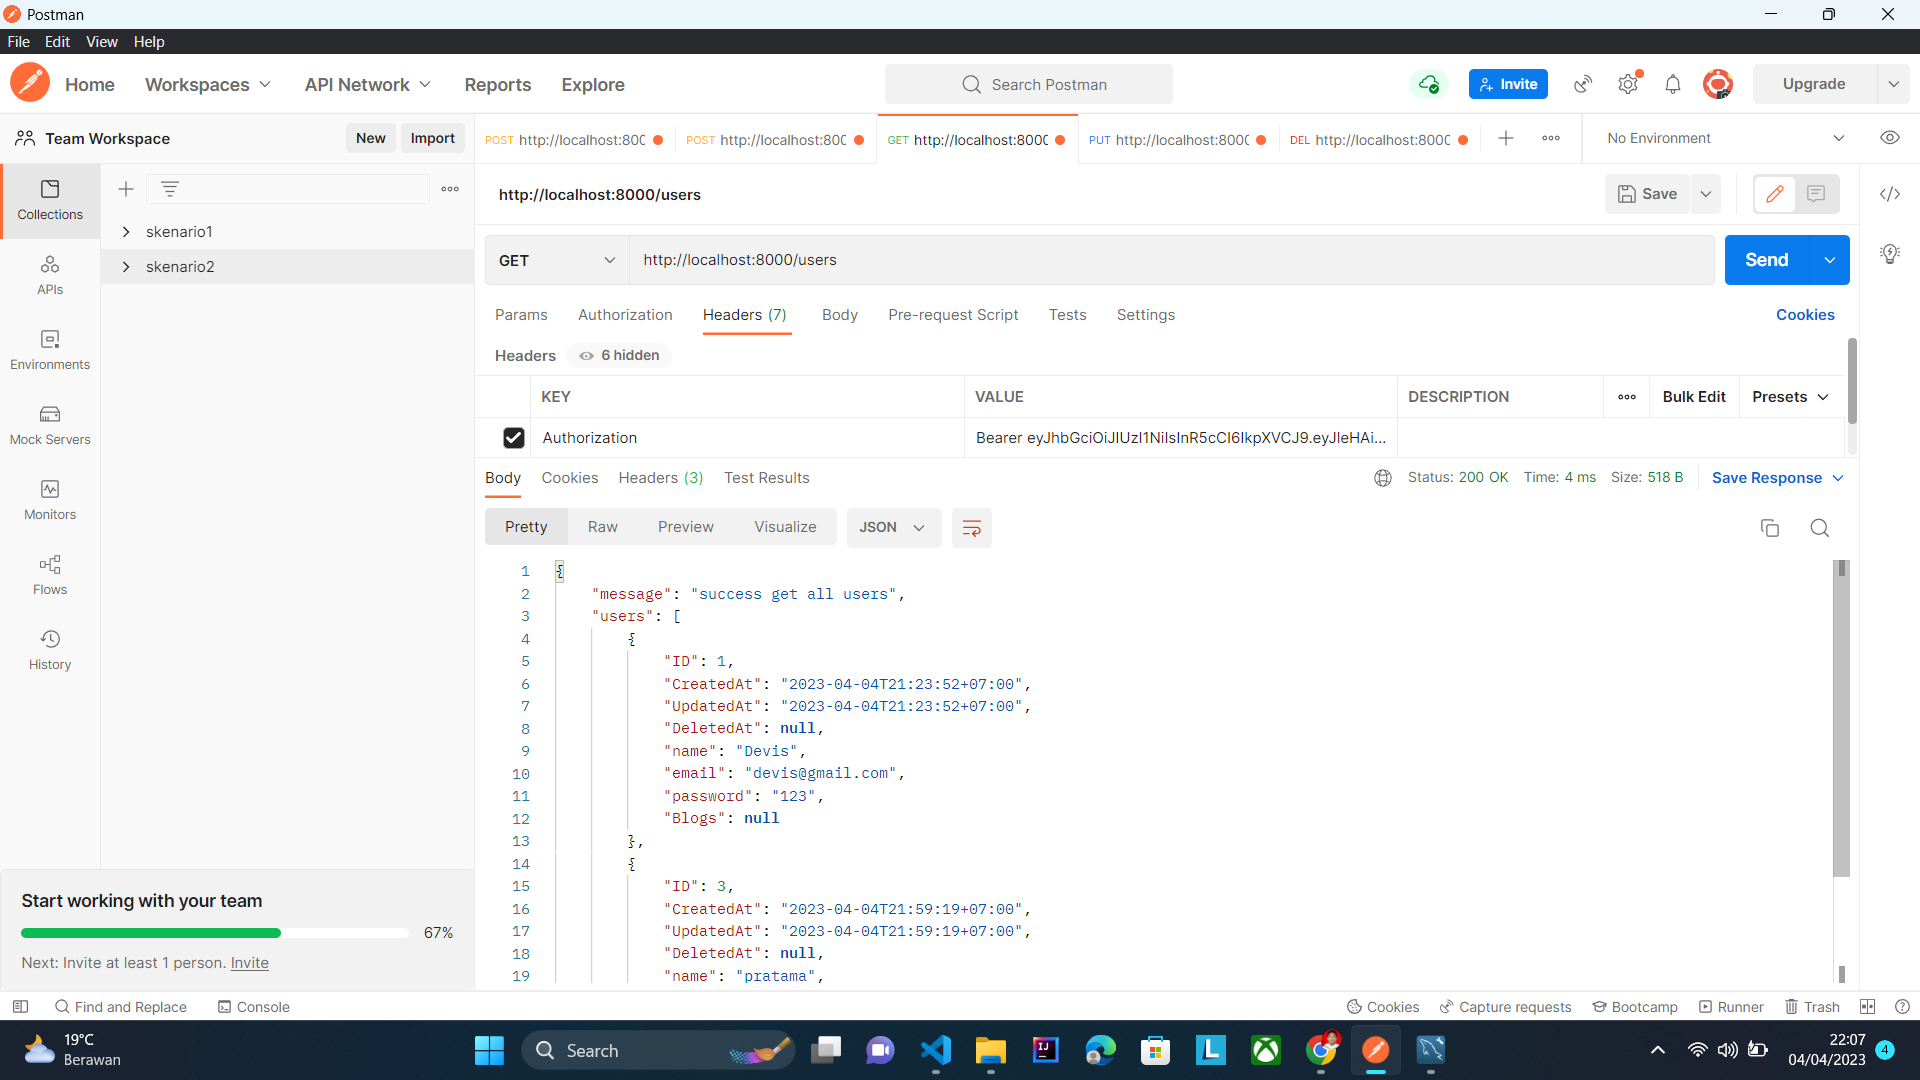 Postman
File Edit View Help
Home Workspaces API Network Reports Explore Search Postman Invite Upgrade
Team Workspace New Import
POST http://localhost:800 POST http://localhost:800 GET http://localhost:8000 PUT http://localhost:8000 DEL http://localhost:8000 No Environment
Collections
APIs
Environments
Mock Servers
Monitors
Flows
History
skenario1
skenario2
http://localhost:8000/users Save
GET http://localhost:8000/users Send
Params Authorization Headers (7) Body Pre-request Script Tests Settings Cookies
Headers 6 hidden
KEY VALUE DESCRIPTION Bulk Edit Presets
Authorization Bearer eyJhbGciOiJIUzI1NiIsInR5cCI6IkpXVCJ9.eyJleHAi...
Body Cookies Headers (3) Test Results Status: 200 OK Time: 4 ms Size: 518 B Save Response
Pretty Raw Preview Visualize JSON
1 {
2 "message": "success get all users",
3 "users": [
4 {
5 "ID": 1,
6 "CreatedAt": "2023-04-04T21:23:52+07:00",
7 "UpdatedAt": "2023-04-04T21:23:52+07:00",
8 "DeletedAt": null,
9 "name": "Devis",
10 "email": "devis@gmail.com",
11 "password": "123",
12 "Blogs": null
13 },
14 {
15 "ID": 3,
16 "CreatedAt": "2023-04-04T21:59:19+07:00",
17 "UpdatedAt": "2023-04-04T21:59:19+07:00",
18 "DeletedAt": null,
19 "name": "pratama",
Start working with your team
67%
Next: Invite at least 1 person. Invite
Find and Replace Console Cookies Capture requests Bootcamp Runner Trash
19°C
Berawan
Search
IJ
L
22:07
04/04/2023
4